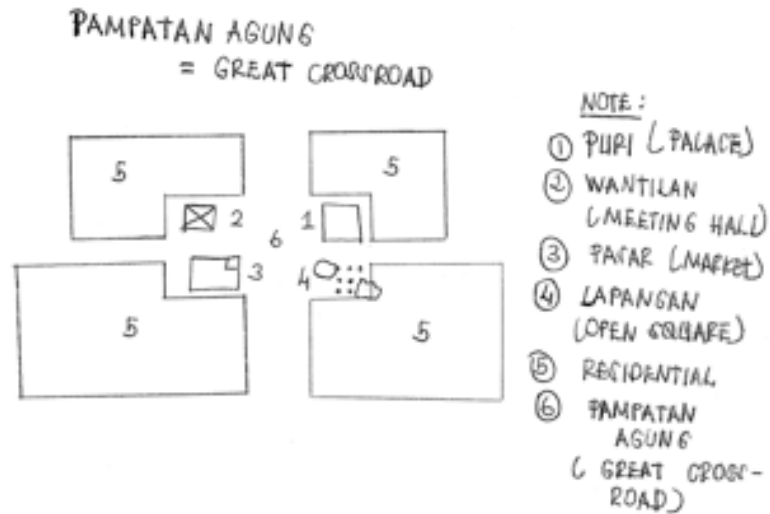 PAMPATAN AGUNG
= GREAT CROSSROAD
5
5
2
1
6
3
4
5
5
NOTE :
① PURI (PALACE)
② WANTILAN
(MEETING HALL)
③ PASAR (MARKET)
④ LAPANGAN
(OPEN SQUARE)
⑤ RESIDENTIAL
⑥ PAMPATAN
AGUNG
( GREAT CROSS-
ROAD)